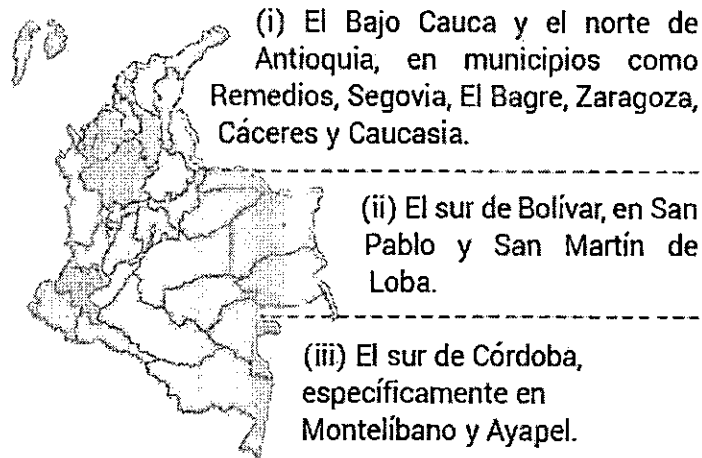 (i) El Bajo Cauca y el norte de
Antioquia, en municipios como
Remedios, Segovia, El Bagre, Zaragoza,
Cáceres y Caucasia.
(ii) El sur de Bolívar, en San
Pablo y San Martín de
Loba.
(iii) El sur de Córdoba,
específicamente en
Montelíbano y Ayapel.